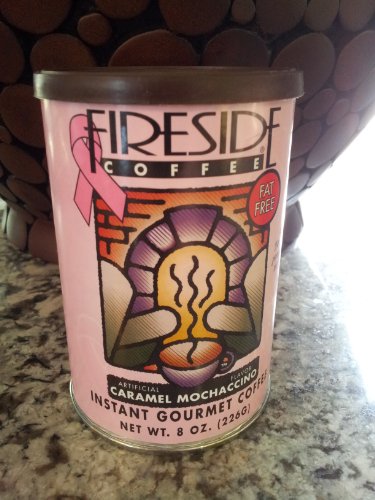 FIRESIDE
COFFEE®
FAT
FREE
ARTIFICIAL FLAVOR
CARAMEL MOCHACCINO
INSTANT GOURMET COFFEE
NET WT. 8 OZ. (226G)